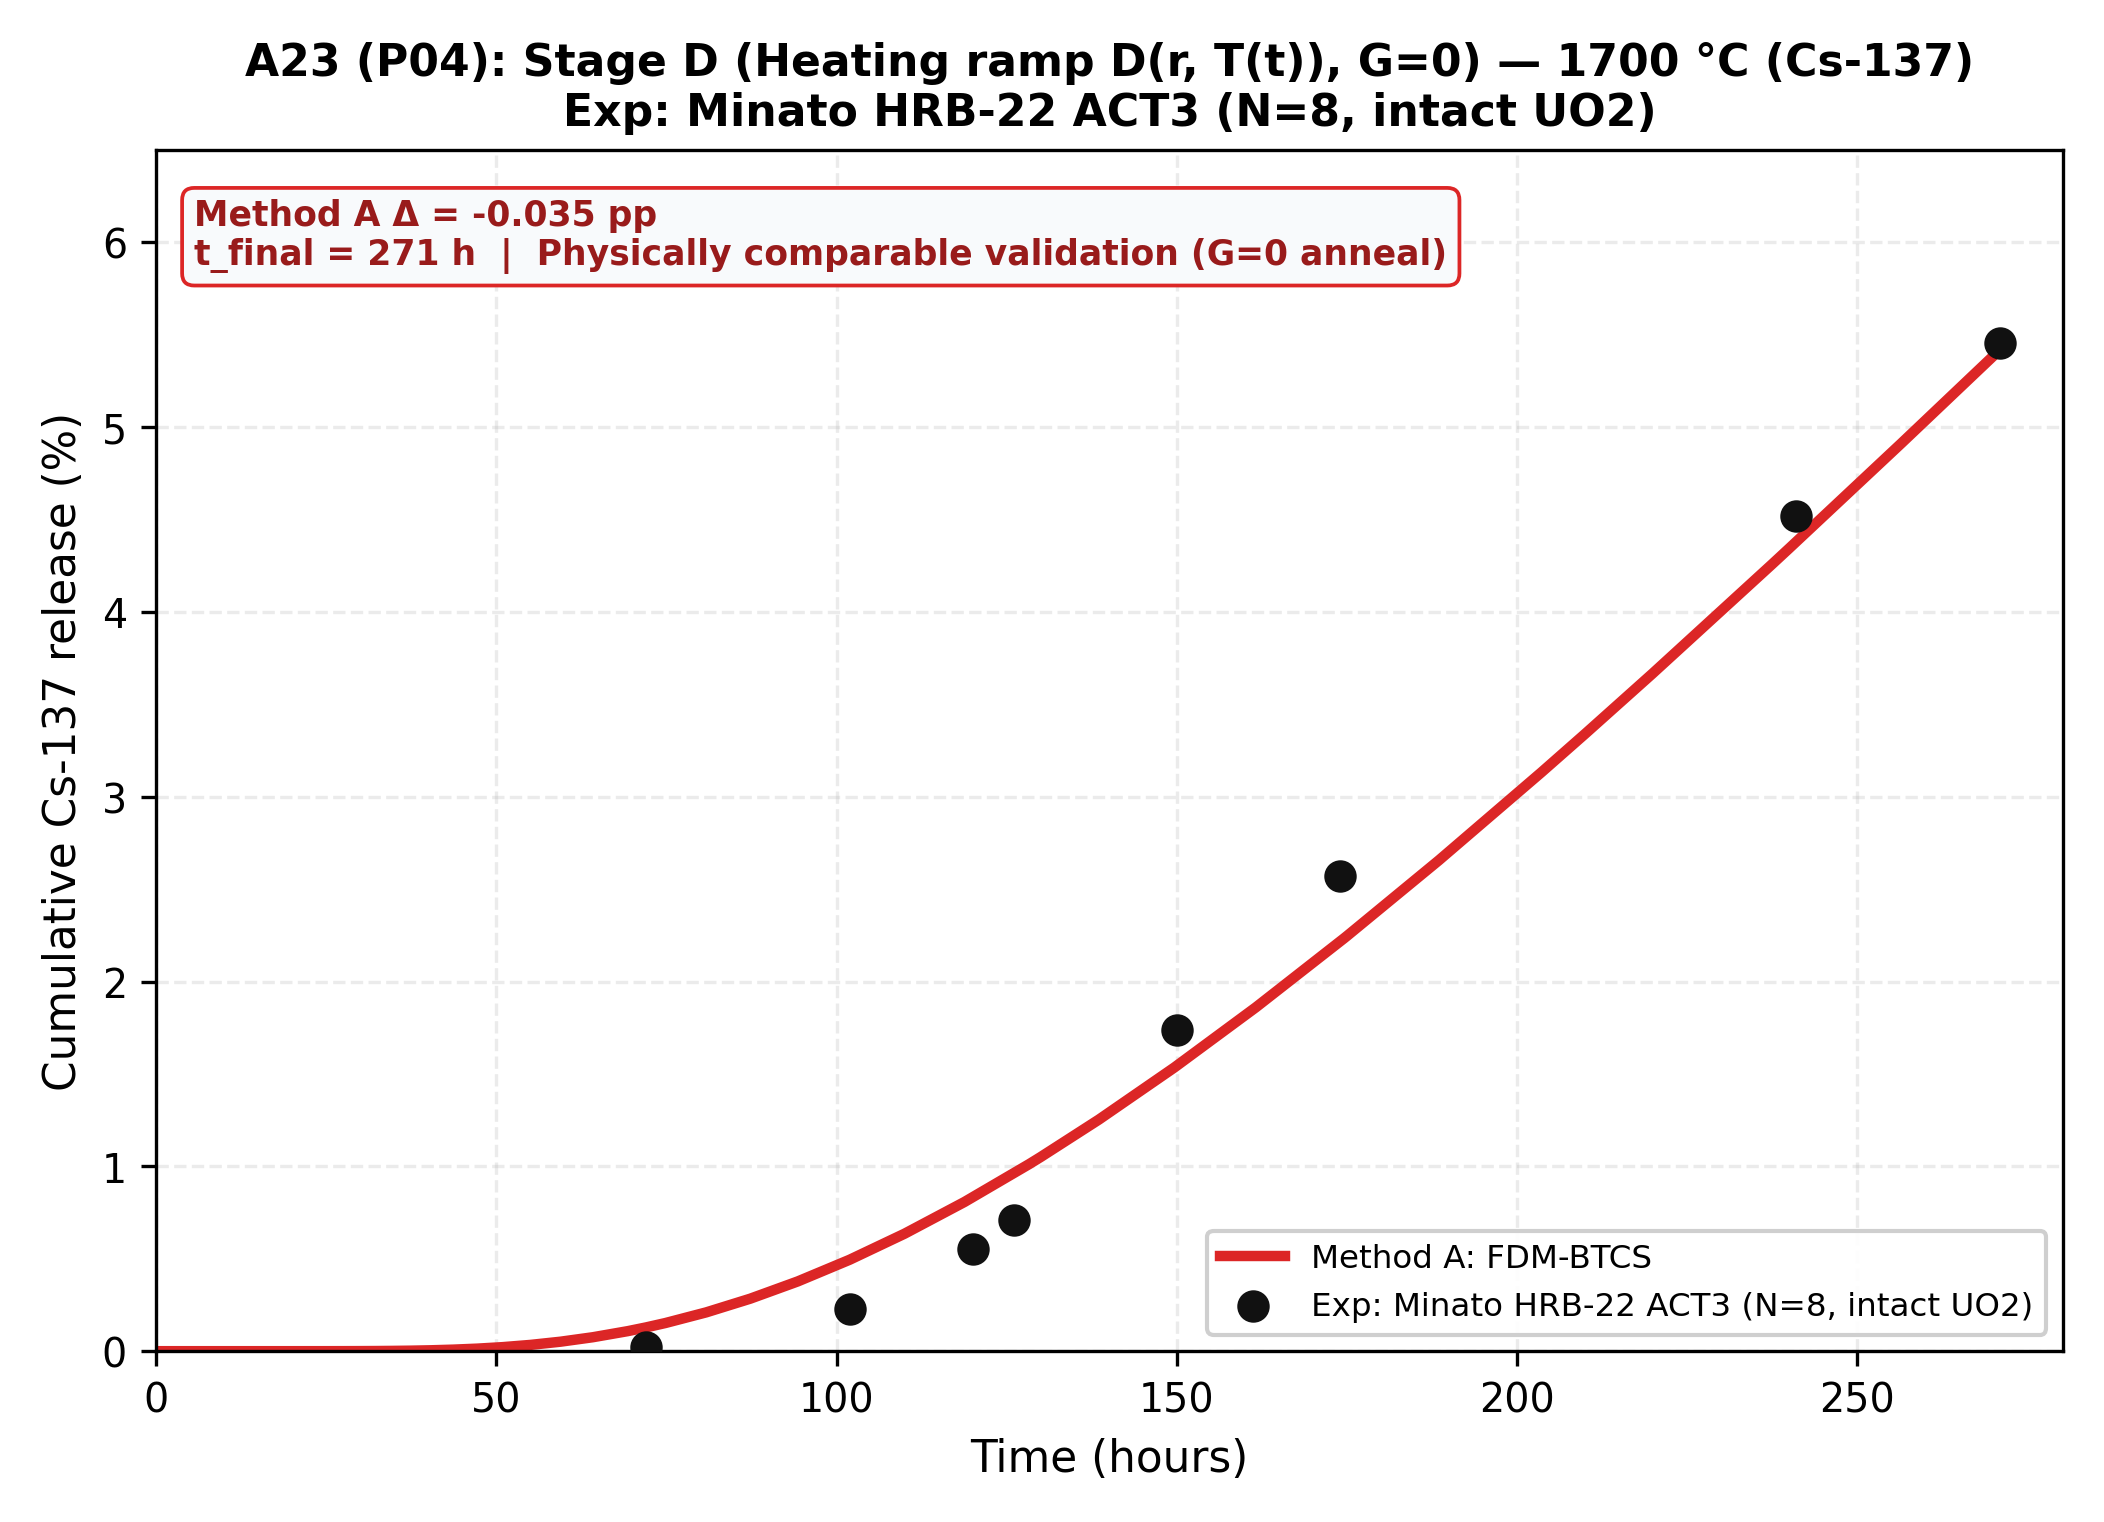 A23 (P04): Stage D (Heating ramp D(r, T(t)), G=0) — 1700 °C (Cs-137)
Exp: Minato HRB-22 ACT3 (N=8, intact UO2)
Method A Δ = -0.035 pp
t_final = 271 h | Physically comparable validation (G=0 anneal)
Cumulative Cs-137 release (%)
6
5
4
3
2
1
0
Method A: FDM-BTCS
Exp: Minato HRB-22 ACT3 (N=8, intact UO2)
0 50 100 150 200 250
Time (hours)